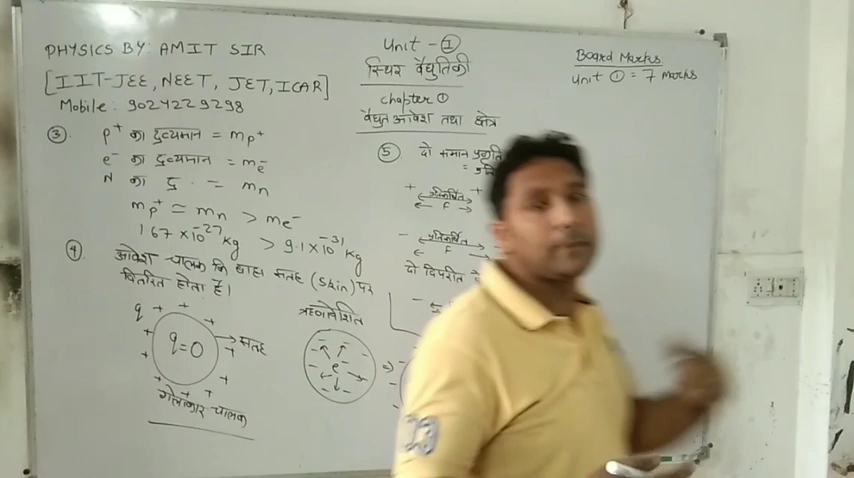 PHYSICS BY: AMIT SIR
[IIT-JEE, NEET, JET, ICAR]
Mobile: 9024229298
③ p⁺ का द्रव्यमान = mp⁺
e⁻ का द्रव्यमान = me⁻
N का द्र. = mn
mp⁺ ≃ mn > me⁻
1.67×10⁻²⁷ kg > 9.1×10⁻³¹ kg
④ आवेश चालक कि बाह्य सतह (skin) पर
वितरित होता है।
q
+ + + + + + + + + +
q=0
सतह
गोलाकार चालक
ऋणावेशित
e⁻
Unit - ①
स्थिर वैद्युतिकी
chapter ①
वैद्युत आवेश तथा क्षेत्र
⑤ दो समान प्रकृति
=
+ प्रतिकर्षित +
F
- प्रतिकर्षित
F
दो विपरीत
-
Board Marks
Unit ① = 7 Marks
23